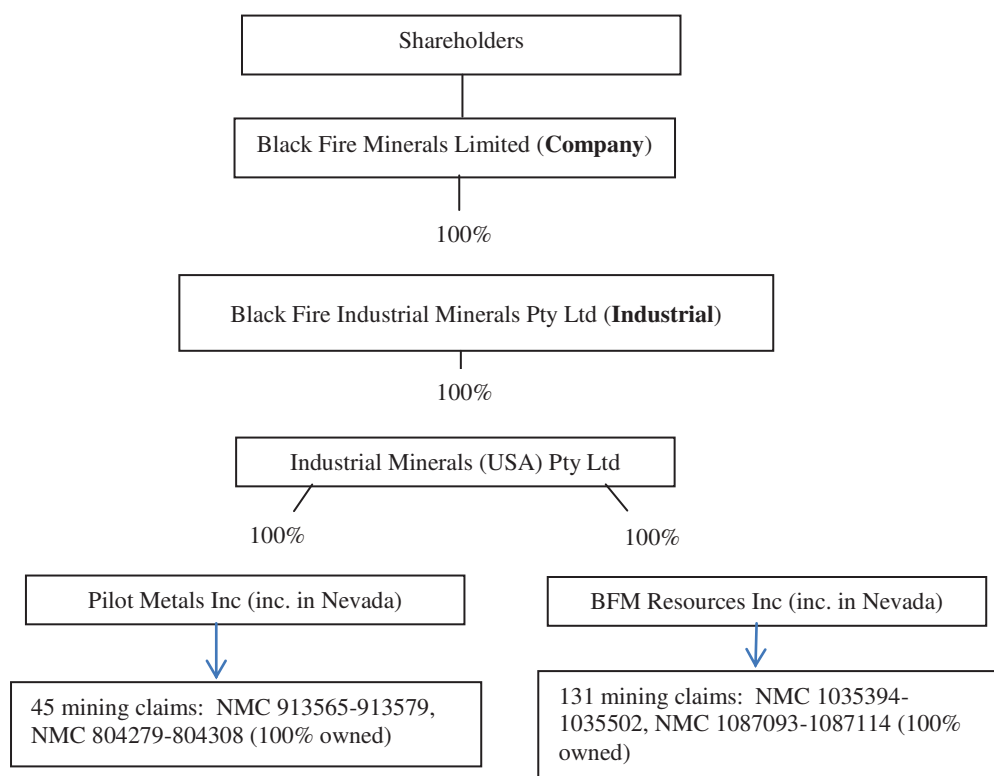 Shareholders
Black Fire Minerals Limited (Company)
100%
Black Fire Industrial Minerals Pty Ltd (Industrial)
100%
Industrial Minerals (USA) Pty Ltd
100%
100%
Pilot Metals Inc (inc. in Nevada)
BFM Resources Inc (inc. in Nevada)
45 mining claims:  NMC 913565-913579,
NMC 804279-804308 (100% owned)
131 mining claims:  NMC 1035394-
1035502, NMC 1087093-1087114 (100%
owned)